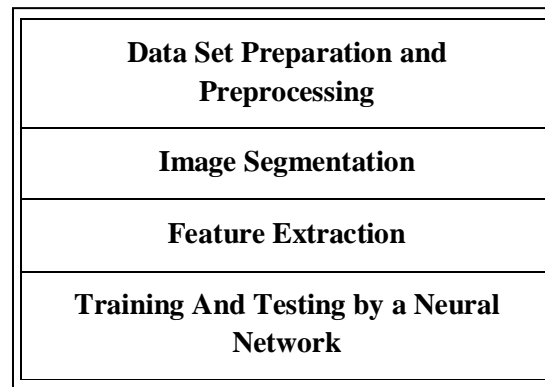 Data Set Preparation and
Preprocessing
Image Segmentation
Feature Extraction
Training And Testing by a Neural
Network